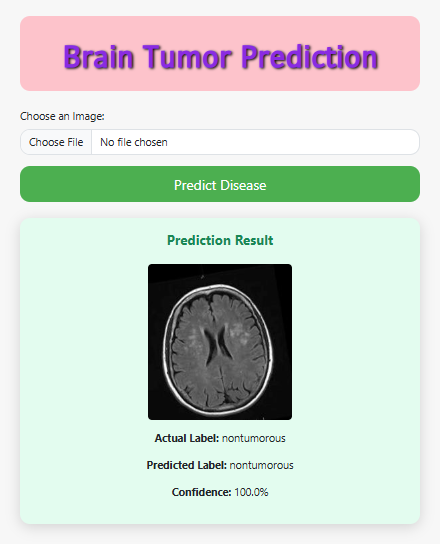 Brain Tumor Prediction
Choose an Image:
Choose File No file chosen
Predict Disease
Prediction Result
Actual Label: nontumorous
Predicted Label: nontumorous
Confidence: 100.0%